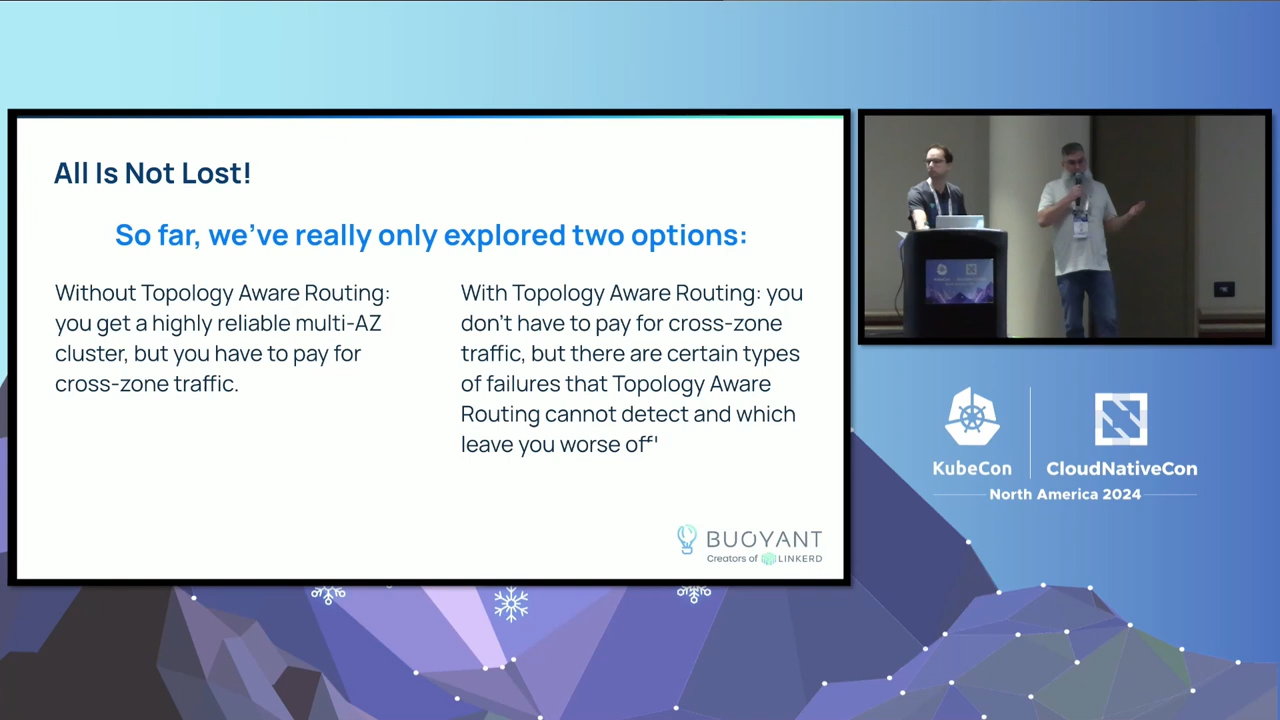 All Is Not Lost!
So far, we've really only explored two options:
Without Topology Aware Routing:
you get a highly reliable multi-AZ
cluster, but you have to pay for
cross-zone traffic.
With Topology Aware Routing: you
don't have to pay for cross-zone
traffic, but there are certain types
of failures that Topology Aware
Routing cannot detect and which
leave you worse off!
BUOYANT
Creators of LINKERD
KubeCon
CloudNativeCon
North America 2024